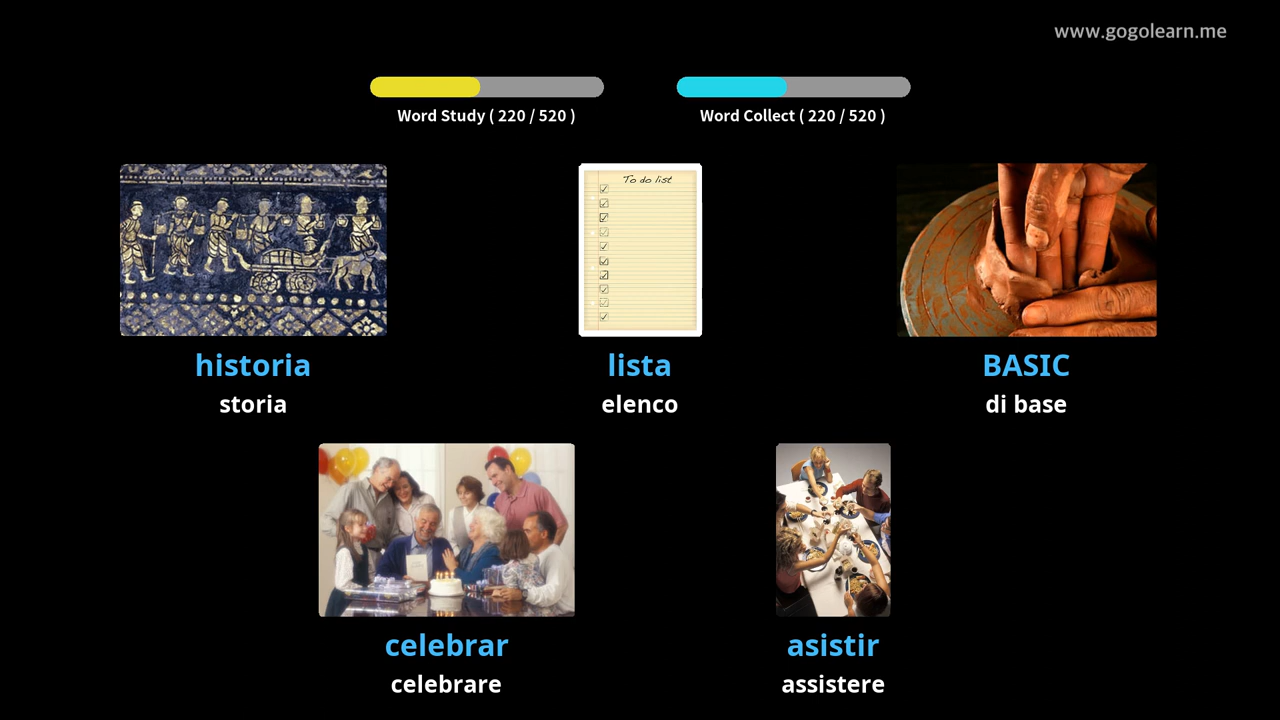 www.gogolearn.me
Word Study ( 220 / 520 )
Word Collect ( 220 / 520 )
To do list
historia
lista
BASIC
storia
elenco
di base
celebrar
asistir
celebrare
assistere